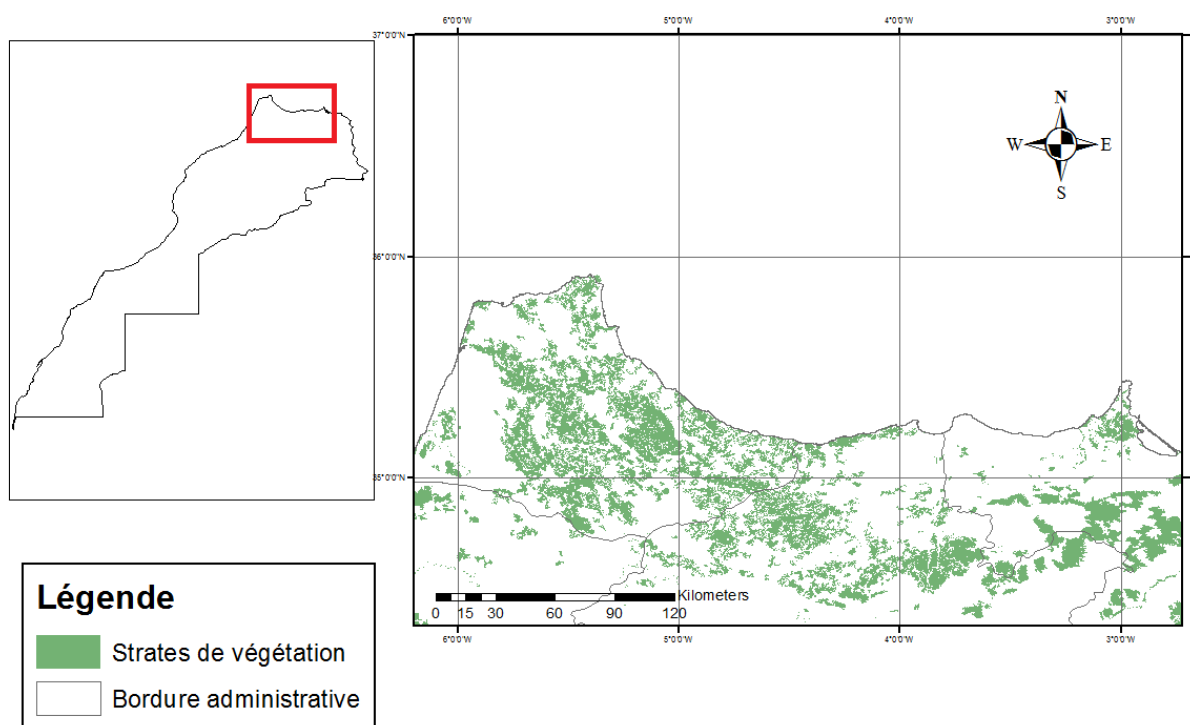 6°0'0"W 5°0'0"W 4°0'0"W 3°0'0"W
37°0'0"N
N
W E
S
36°0'0"N
35°0'0"N
Kilometers
0 15 30 60 90 120
6°0'0"W 5°0'0"W 4°0'0"W 3°0'0"W
Légende
Strates de végétation
Bordure administrative